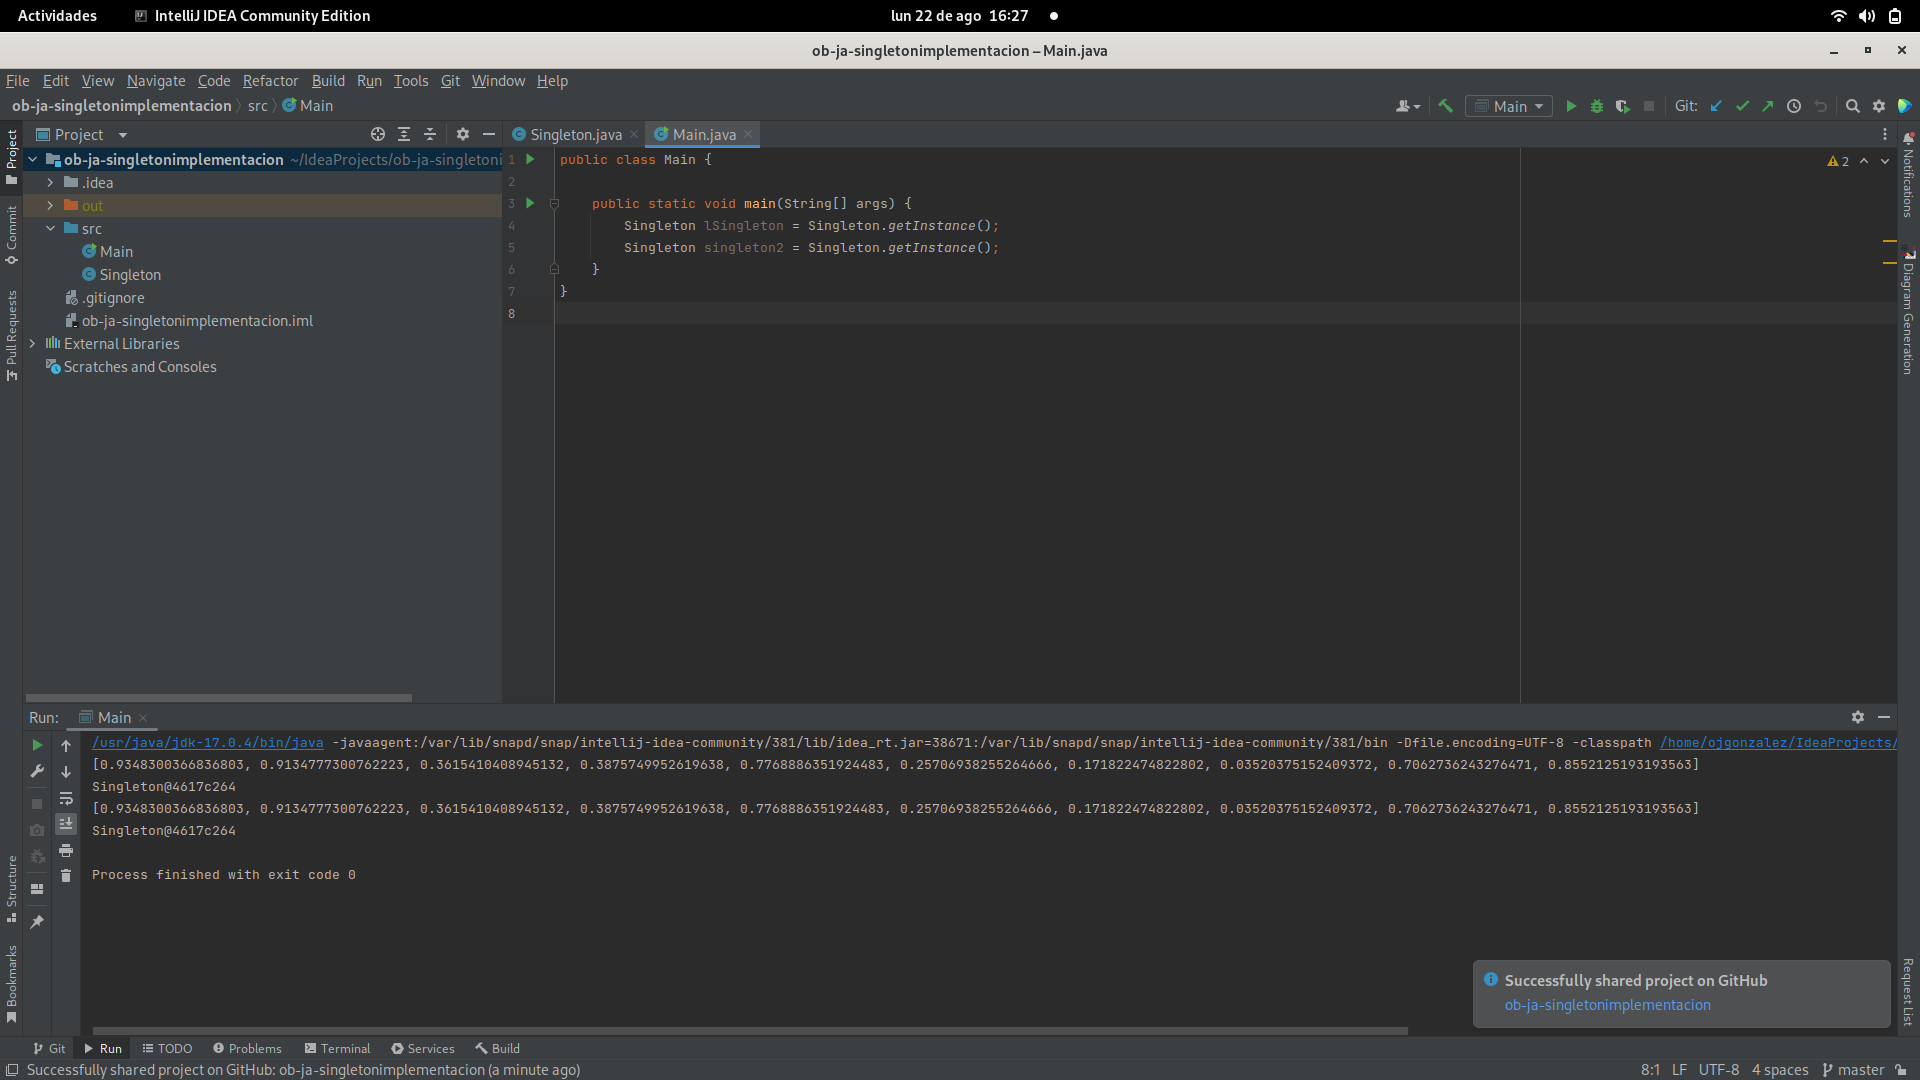 Actividades IntelliJ IDEA Community Edition lun 22 de ago 16:27
ob-ja-singletonimplementacion – Main.java
File Edit View Navigate Code Refactor Build Run Tools Git Window Help
ob-ja-singletonimplementacion src Main Main Git:
Project Singleton.java Main.java
ob-ja-singletonimplementacion ~/IdeaProjects/ob-ja-singletoni
.idea
out
src
Main
Singleton
.gitignore
ob-ja-singletonimplementacion.iml
External Libraries
Scratches and Consoles
1 public class Main {
2
3 public static void main(String[] args) {
4 Singleton lSingleton = Singleton.getInstance();
5 Singleton singleton2 = Singleton.getInstance();
6 }
7 }
8
2
Project
Commit
Pull Requests
Structure
Bookmarks
Notifications
Diagram Generation
Request List
Run: Main
/usr/java/jdk-17.0.4/bin/java -javaagent:/var/lib/snapd/snap/intellij-idea-community/381/lib/idea_rt.jar=38671:/var/lib/snapd/snap/intellij-idea-community/381/bin -Dfile.encoding=UTF-8 -classpath /home/ojgonzalez/IdeaProjects/
[0.9348300366836803, 0.9134777300762223, 0.3615410408945132, 0.3875749952619638, 0.7768886351924483, 0.25706938255264666, 0.171822474822802, 0.03520375152409372, 0.7062736243276471, 0.8552125193193563]
Singleton@4617c264
[0.9348300366836803, 0.9134777300762223, 0.3615410408945132, 0.3875749952619638, 0.7768886351924483, 0.25706938255264666, 0.171822474822802, 0.03520375152409372, 0.7062736243276471, 0.8552125193193563]
Singleton@4617c264
Process finished with exit code 0
Successfully shared project on GitHub
ob-ja-singletonimplementacion
Git Run TODO Problems Terminal Services Build
Successfully shared project on GitHub: ob-ja-singletonimplementacion (a minute ago) 8:1 LF UTF-8 4 spaces master